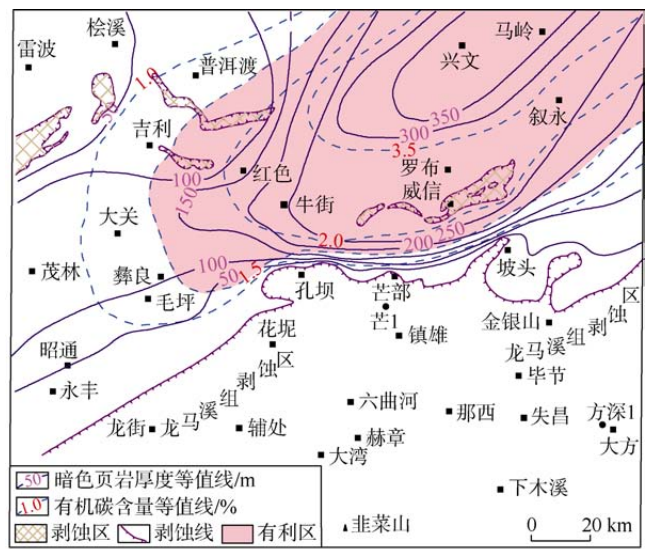 桧溪
马岭
雷波
1.0
兴文
普洱渡
50
350
300
叙永
吉利
3.5
100
红色
罗布
150
威信
牛街
大关
2.0
250
200
茂林
彝良
100
50
1.5
坡头
毛坪
孔坝
芒部
芒1
金银山
花坭
镇雄
龙马溪组剥蚀区
昭通
毕节
永丰
六曲河
那西
失昌
方深1
龙街
龙马溪组剥蚀区
辅处
赫章
大方
大湾
50
暗色页岩厚度等值线/m
下木溪
1.0
有机碳含量等值线/%
剥蚀区
剥蚀线
有利区
韭菜山
0
20 km